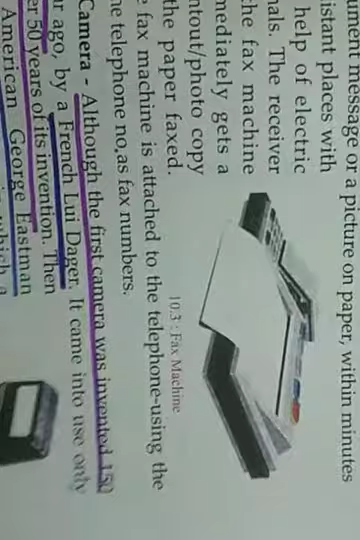 ument message or a picture on paper, within minutes
istant places with
help of electric
nals. The receiver
the fax machine
mediately gets a
ntout/photo copy
the paper faxed.
10.3 : Fax Machine
e fax machine is attached to the telephone-using the
he telephone no,as fax numbers.
Camera - Although the first camera was invented 150
ar ago, by a French Lui Dager. It came into use only
er 50 years of its invention. Then
American George Eastman
which a